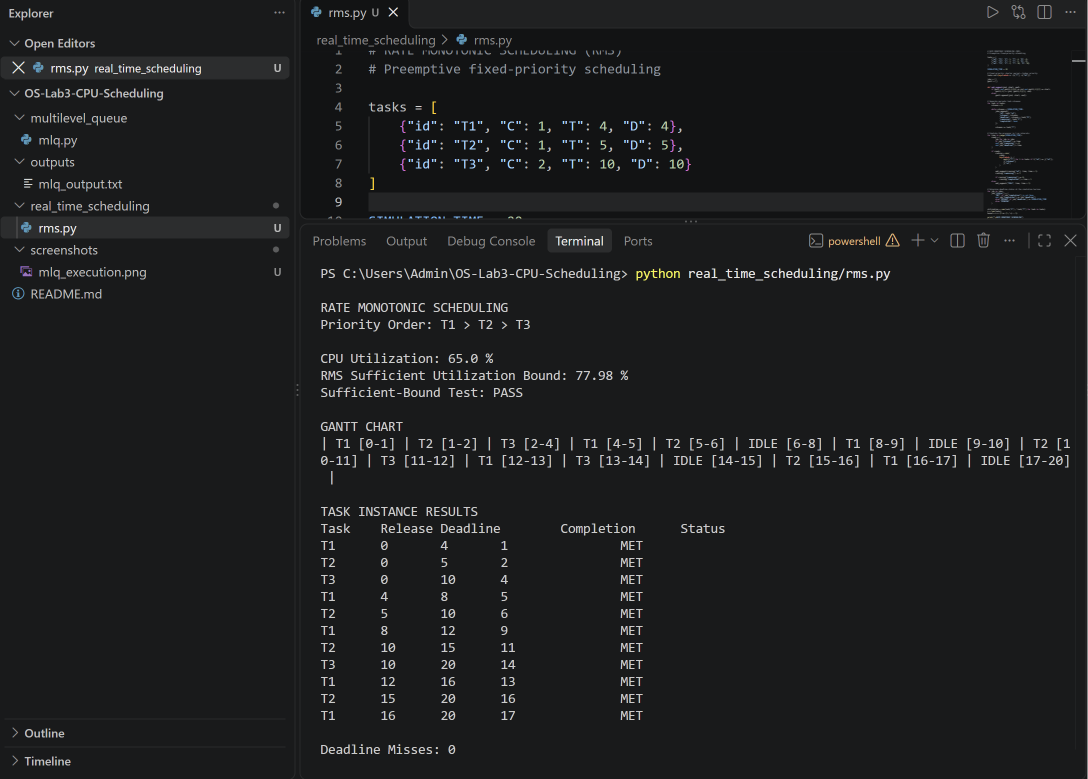 Explorer
Open Editors
rms.py real_time_scheduling U
OS-Lab3-CPU-Scheduling
multilevel_queue
mlq.py
outputs
mlq_output.txt
real_time_scheduling
rms.py U
screenshots
mlq_execution.png U
README.md
Outline
Timeline
rms.py U
real_time_scheduling > rms.py
1 # RATE MONOTONIC SCHEDULING (RMS)
2 # Preemptive fixed-priority scheduling
3
4 tasks = [
5     {"id": "T1", "C": 1, "T": 4, "D": 4},
6     {"id": "T2", "C": 1, "T": 5, "D": 5},
7     {"id": "T3", "C": 2, "T": 10, "D": 10}
8 ]
9
10 SIMULATION_TIME = 20
Problems Output Debug Console Terminal Ports
powershell
PS C:\Users\Admin\OS-Lab3-CPU-Scheduling> python real_time_scheduling/rms.py
RATE MONOTONIC SCHEDULING
Priority Order: T1 > T2 > T3
CPU Utilization: 65.0 %
RMS Sufficient Utilization Bound: 77.98 %
Sufficient-Bound Test: PASS
GANTT CHART
| T1 [0-1] | T2 [1-2] | T3 [2-4] | T1 [4-5] | T2 [5-6] | IDLE [6-8] | T1 [8-9] | IDLE [9-10] | T2 [1
0-11] | T3 [11-12] | T1 [12-13] | T3 [13-14] | IDLE [14-15] | T2 [15-16] | T1 [16-17] | IDLE [17-20]
|
TASK INSTANCE RESULTS
Task Release Deadline Completion Status
T1 0 4 1 MET
T2 0 5 2 MET
T3 0 10 4 MET
T1 4 8 5 MET
T2 5 10 6 MET
T1 8 12 9 MET
T2 10 15 11 MET
T3 10 20 14 MET
T1 12 16 13 MET
T2 15 20 16 MET
T1 16 20 17 MET
Deadline Misses: 0